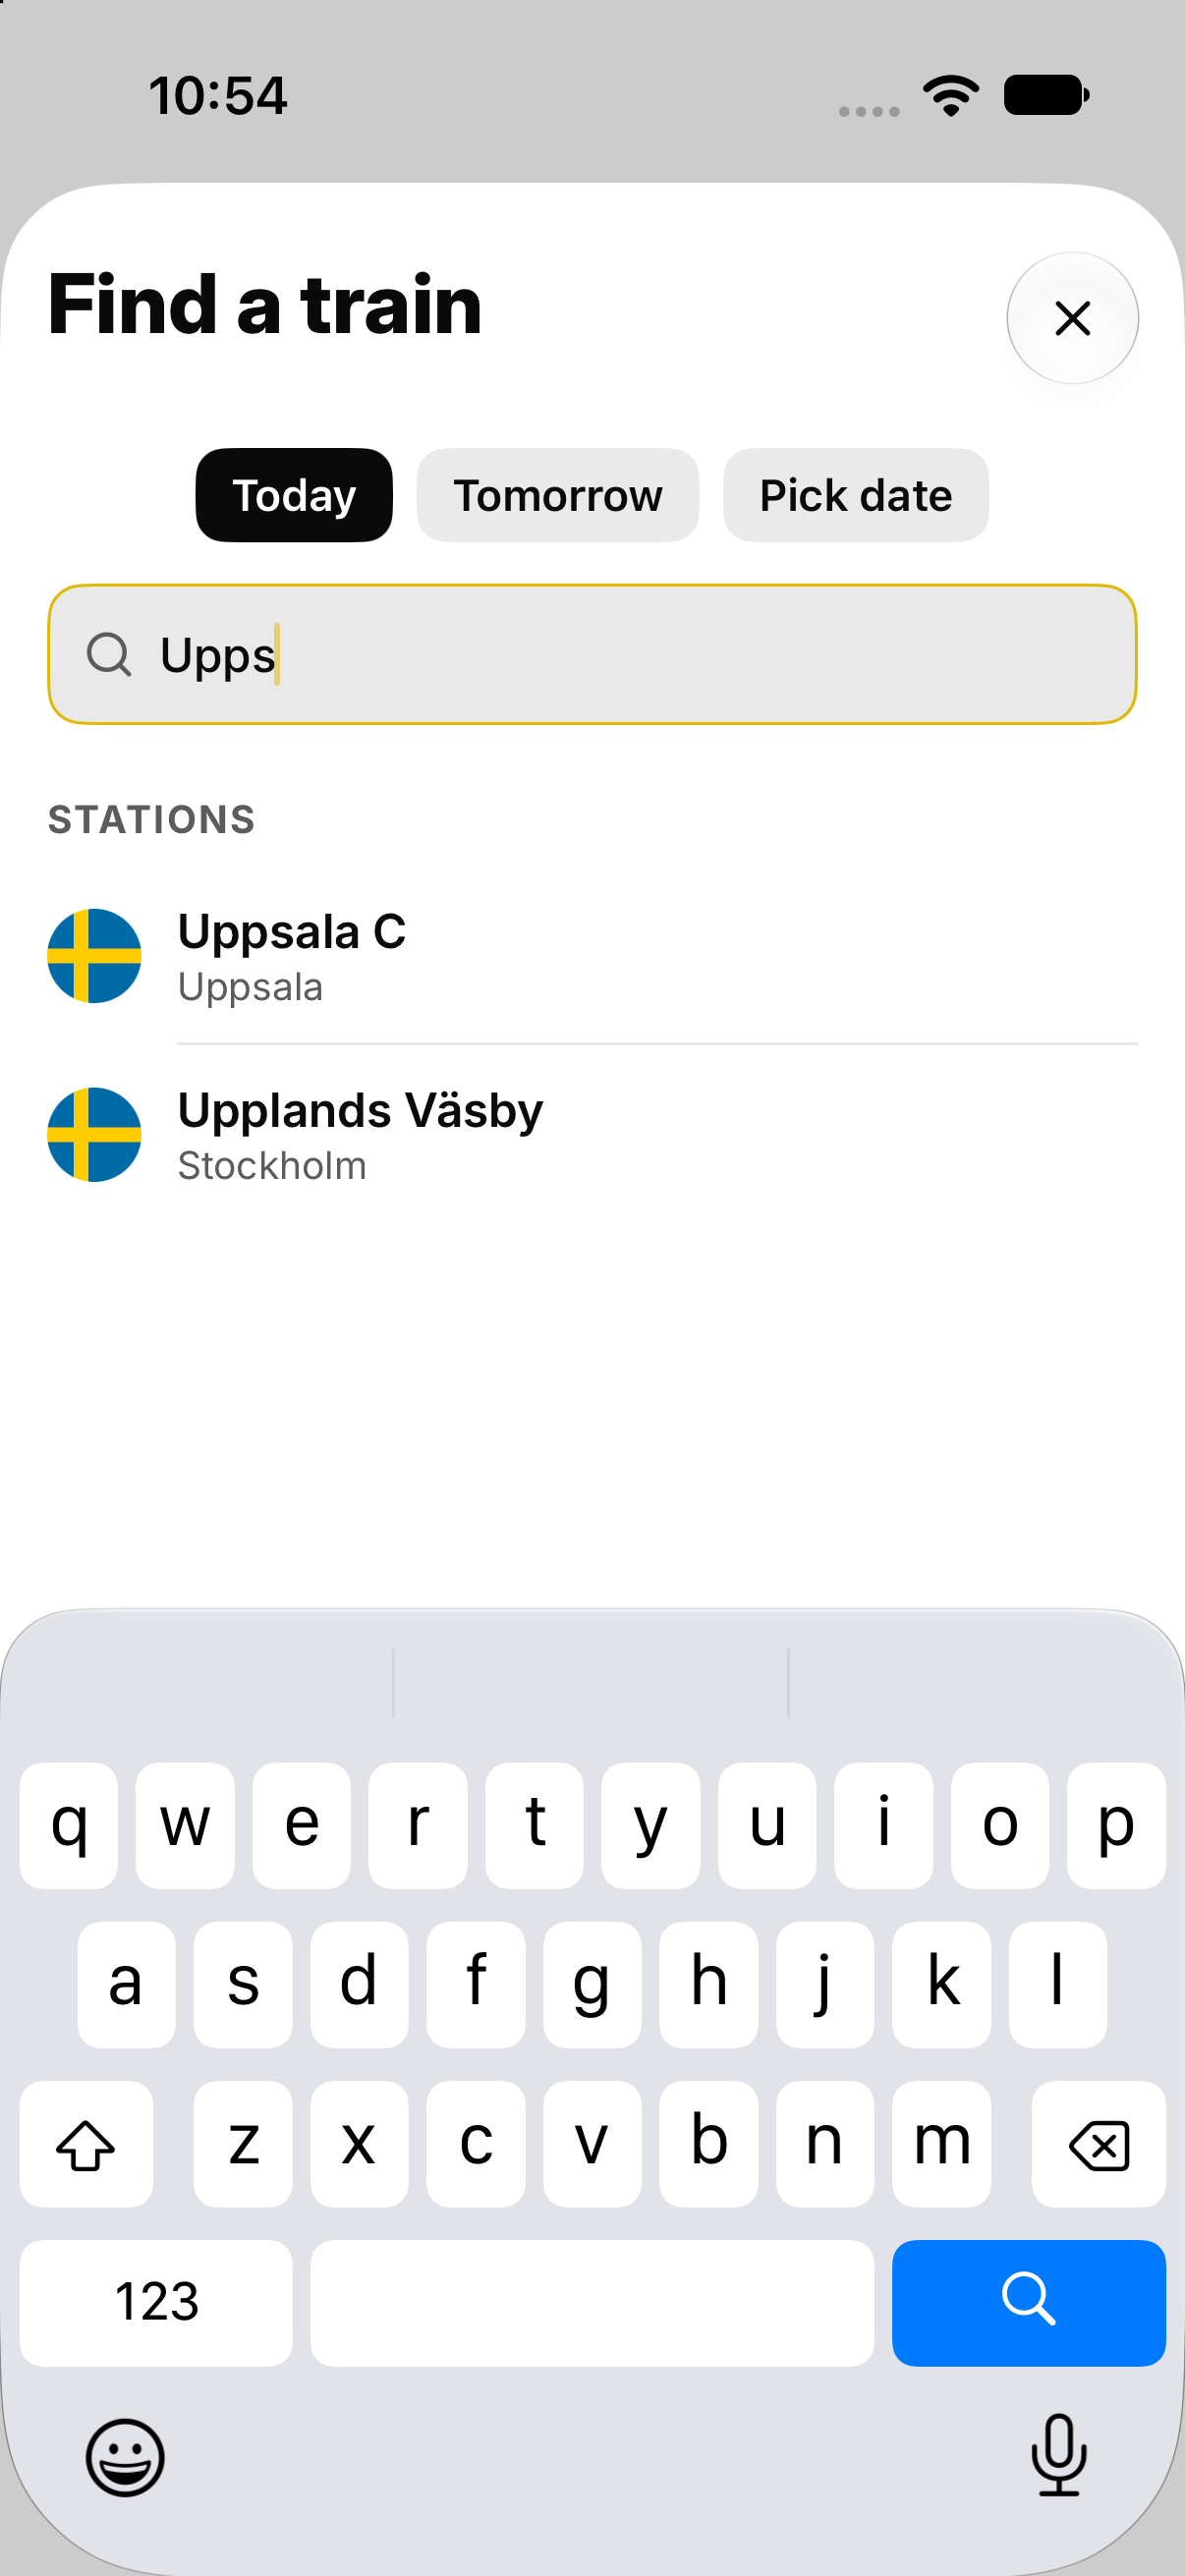 10:54
Find a train
Today Tomorrow Pick date
Upps
STATIONS
Uppsala C
Uppsala
Upplands Väsby
Stockholm
q w e r t y u i o p
a s d f g h j k l
z x c v b n m
123